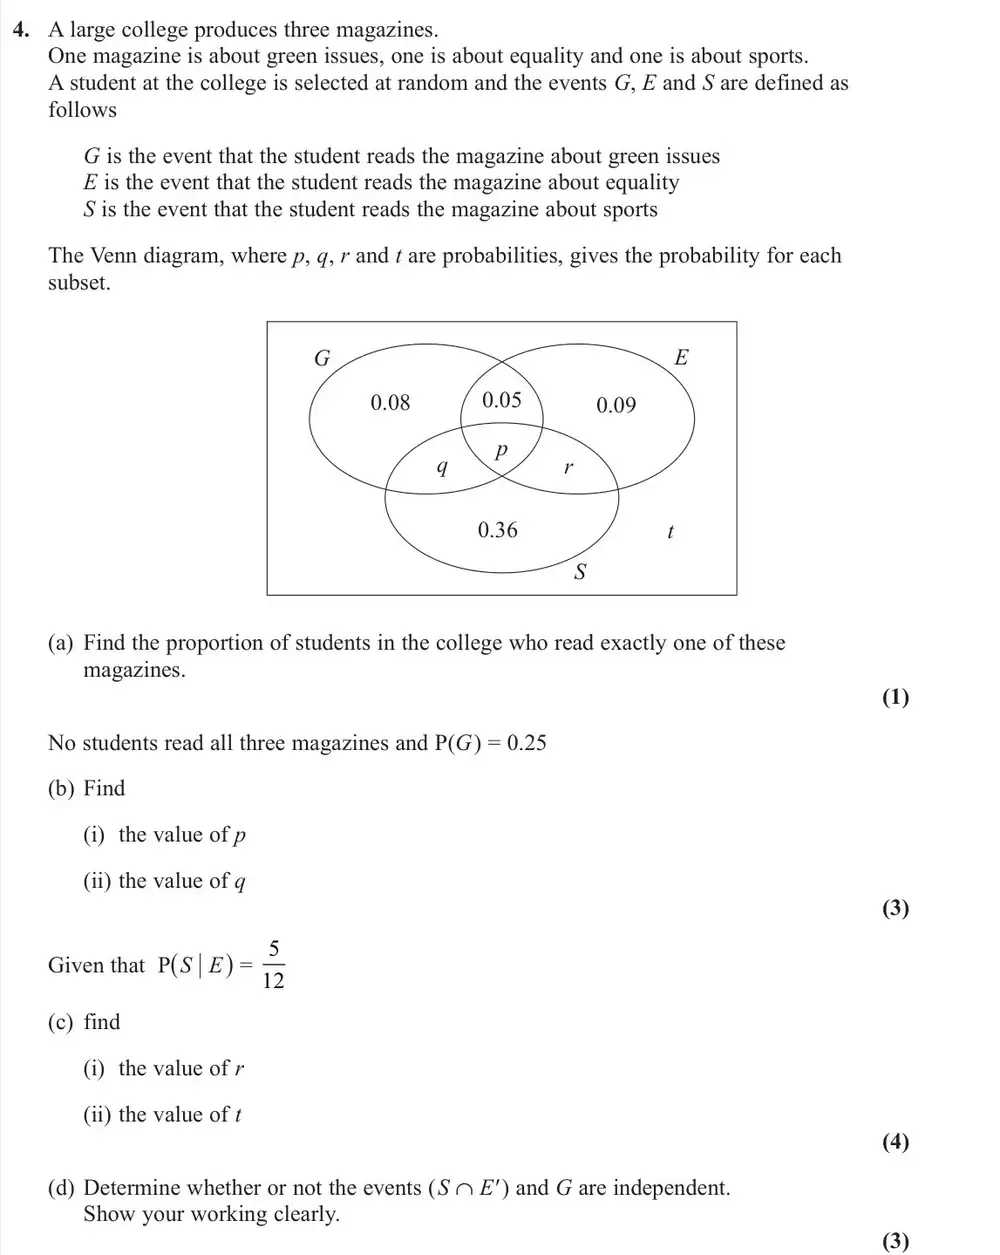 4. A large college produces three magazines.
One magazine is about green issues, one is about equality and one is about sports.
A student at the college is selected at random and the events G, E and S are defined as
follows
G is the event that the student reads the magazine about green issues
E is the event that the student reads the magazine about equality
S is the event that the student reads the magazine about sports
The Venn diagram, where p, q, r and t are probabilities, gives the probability for each
subset.
G
E
0.08
0.05
0.09
p
q
r
0.36
t
S
(a) Find the proportion of students in the college who read exactly one of these
magazines.
(1)
No students read all three magazines and P(G) = 0.25
(b) Find
(i) the value of p
(ii) the value of q
(3)
Given that P(S | E) = 5/12
(c) find
(i) the value of r
(ii) the value of t
(4)
(d) Determine whether or not the events (S ∩ E′) and G are independent.
Show your working clearly.
(3)